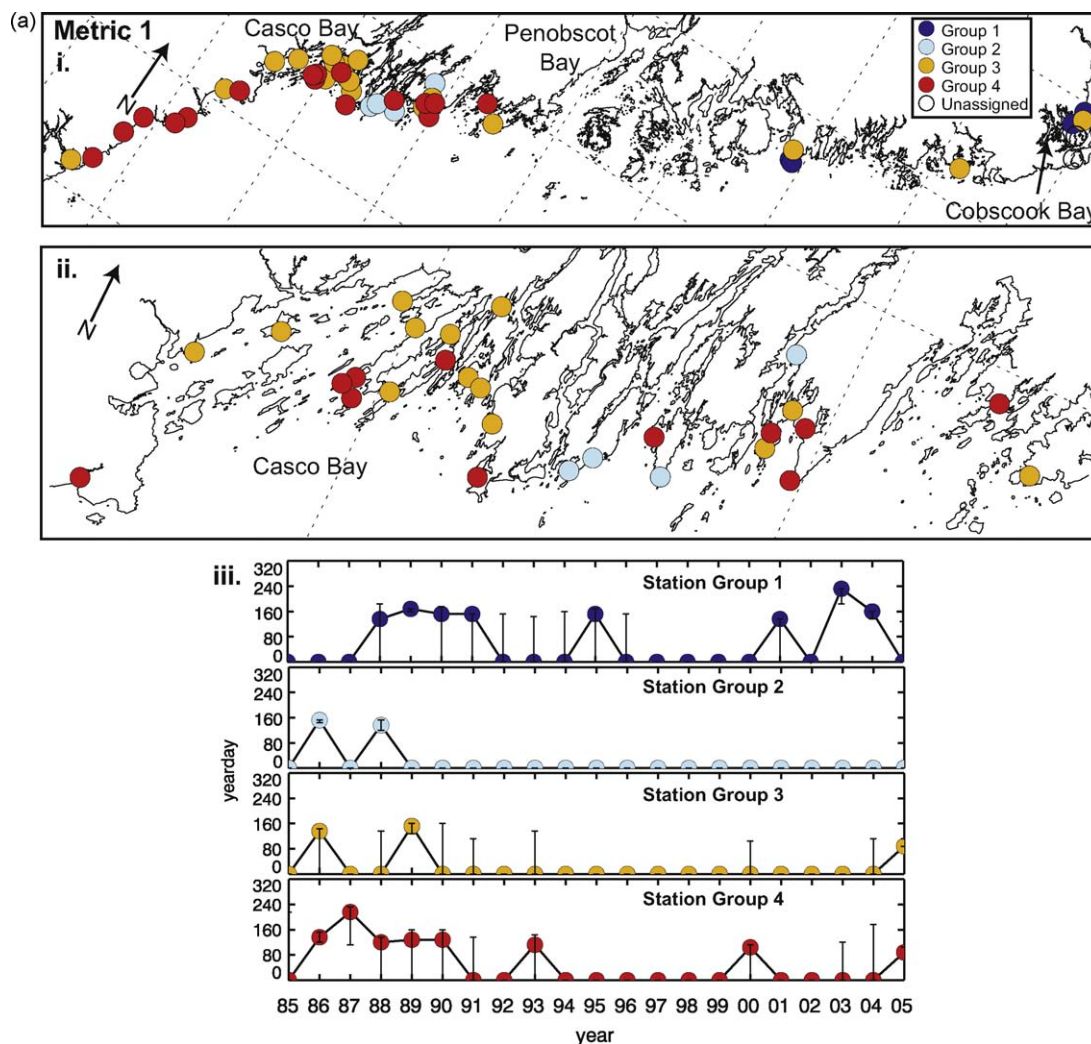 (a)
Metric 1
i.
N
Casco Bay
Penobscot
Bay
Group 1
Group 2
Group 3
Group 4
Unassigned
Cobscook Bay
ii.
N
Casco Bay
iii.
320
240
160
80
0
Station Group 1
320
240
160
80
0
Station Group 2
320
240
160
80
0
Station Group 3
320
240
160
80
0
Station Group 4
yearday
85 86 87 88 89 90 91 92 93 94 95 96 97 98 99 00 01 02 03 04 05
year